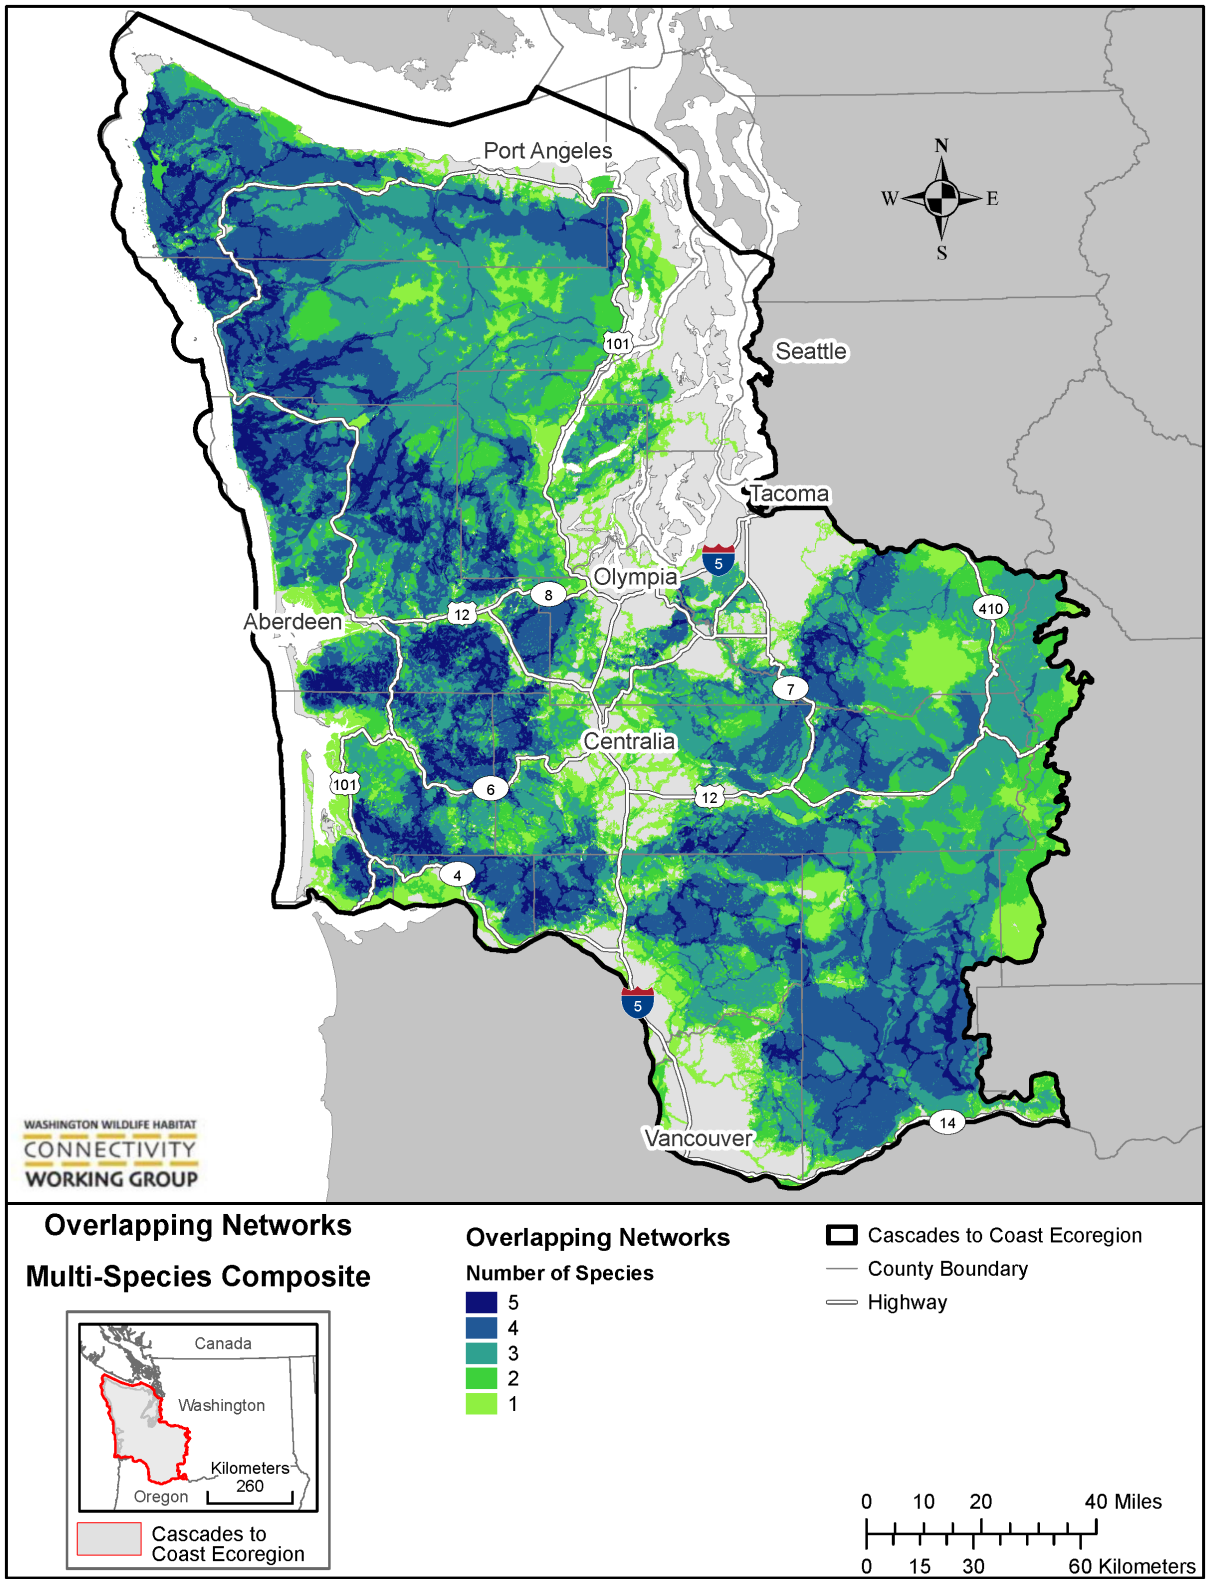 Port Angeles
N
W
E
S
101
Seattle
Tacoma
5
Olympia
8
12
410
Aberdeen
7
Centralia
101
6
12
4
5
14
Vancouver
WASHINGTON WILDLIFE HABITAT
CONNECTIVITY
WORKING GROUP
Overlapping Networks
Multi-Species Composite
Canada
Washington
Kilometers
260
Oregon
Cascades to
Coast Ecoregion
Overlapping Networks
Number of Species
5
4
3
2
1
Cascades to Coast Ecoregion
County Boundary
Highway
0 10 20 40 Miles
0 15 30 60 Kilometers